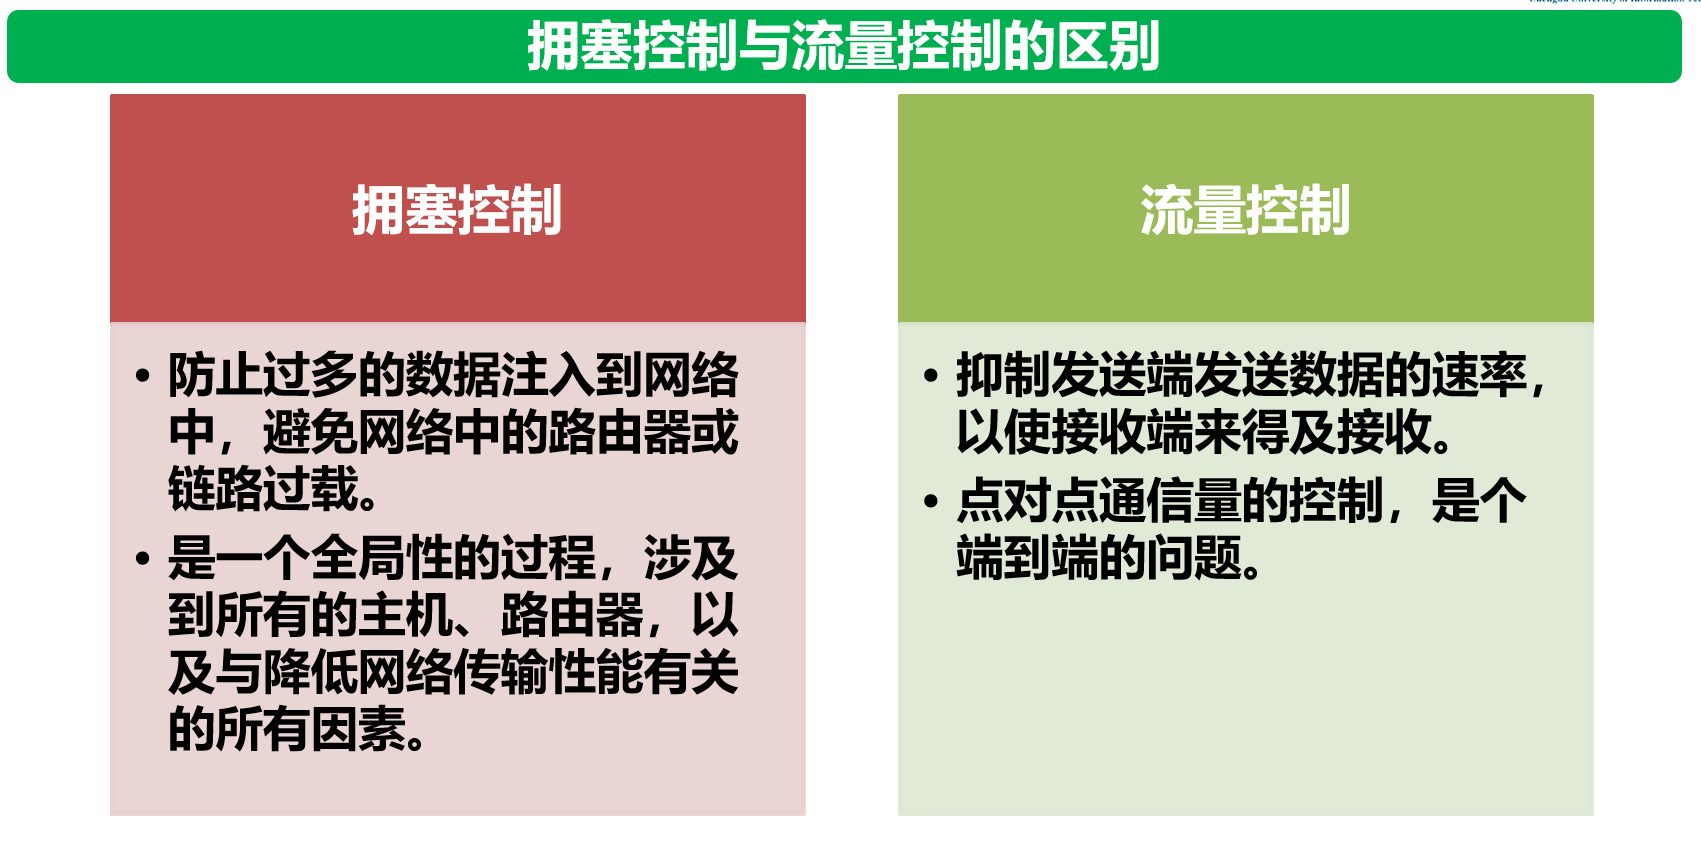 拥塞控制与流量控制的区别
拥塞控制
• 防止过多的数据注入到网络
中，避免网络中的路由器或
链路过载。
• 是一个全局性的过程，涉及
到所有的主机、路由器，以
及与降低网络传输性能有关
的所有因素。
流量控制
• 抑制发送端发送数据的速率，
以使接收端来得及接收。
• 点对点通信量的控制，是个
端到端的问题。